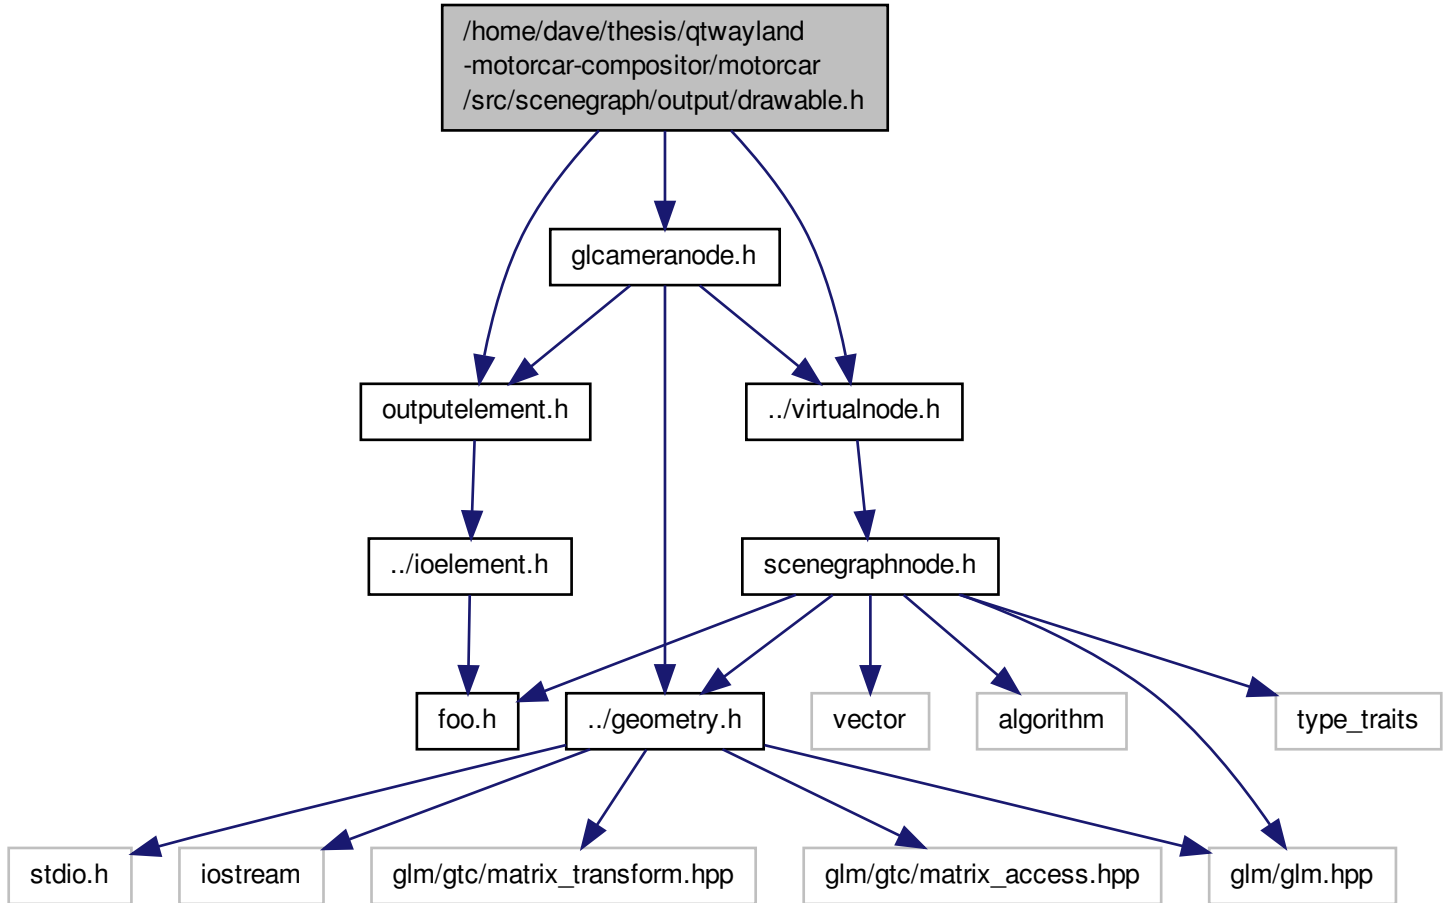 /home/dave/thesis/qtwayland
-motorcar-compositor/motorcar
/src/scenegraph/output/drawable.h
glcameranode.h
outputelement.h
../virtualnode.h
../ioelement.h
scenegraphnode.h
foo.h
../geometry.h
vector
algorithm
type_traits
stdio.h
iostream
glm/gtc/matrix_transform.hpp
glm/gtc/matrix_access.hpp
glm/glm.hpp